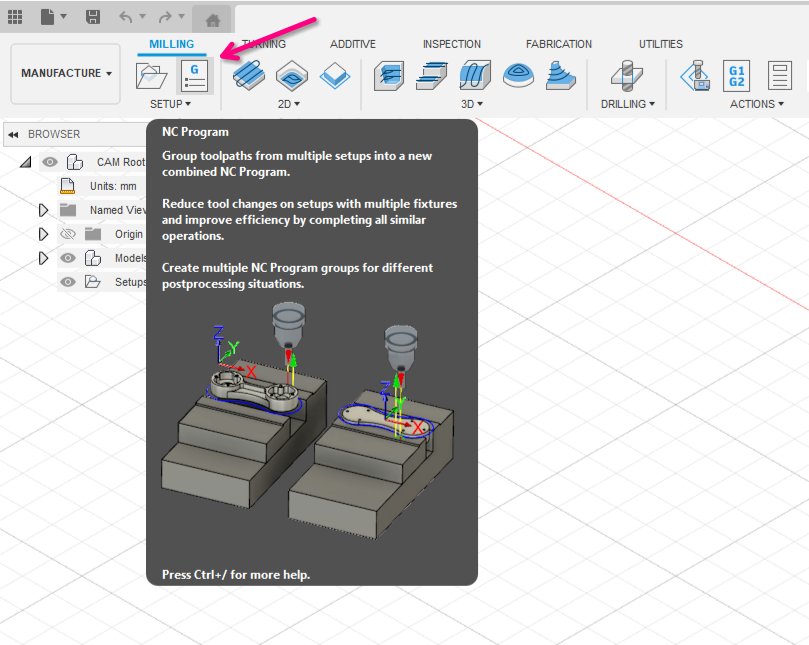 MILLING TURNING ADDITIVE INSPECTION FABRICATION UTILITIES
MANUFACTURE
G
G1
G2
SETUP 2D 3D DRILLING ACTIONS
BROWSER
CAM Root
Units: mm
Named Vie
Origin
Models
Setups
NC Program
Group toolpaths from multiple setups into a new
combined NC Program.
Reduce tool changes on setups with multiple fixtures
and improve efficiency by completing all similar
operations.
Create multiple NC Program groups for different
postprocessing situations.
Z
Y
X
Z
Y
X
Press Ctrl+/ for more help.